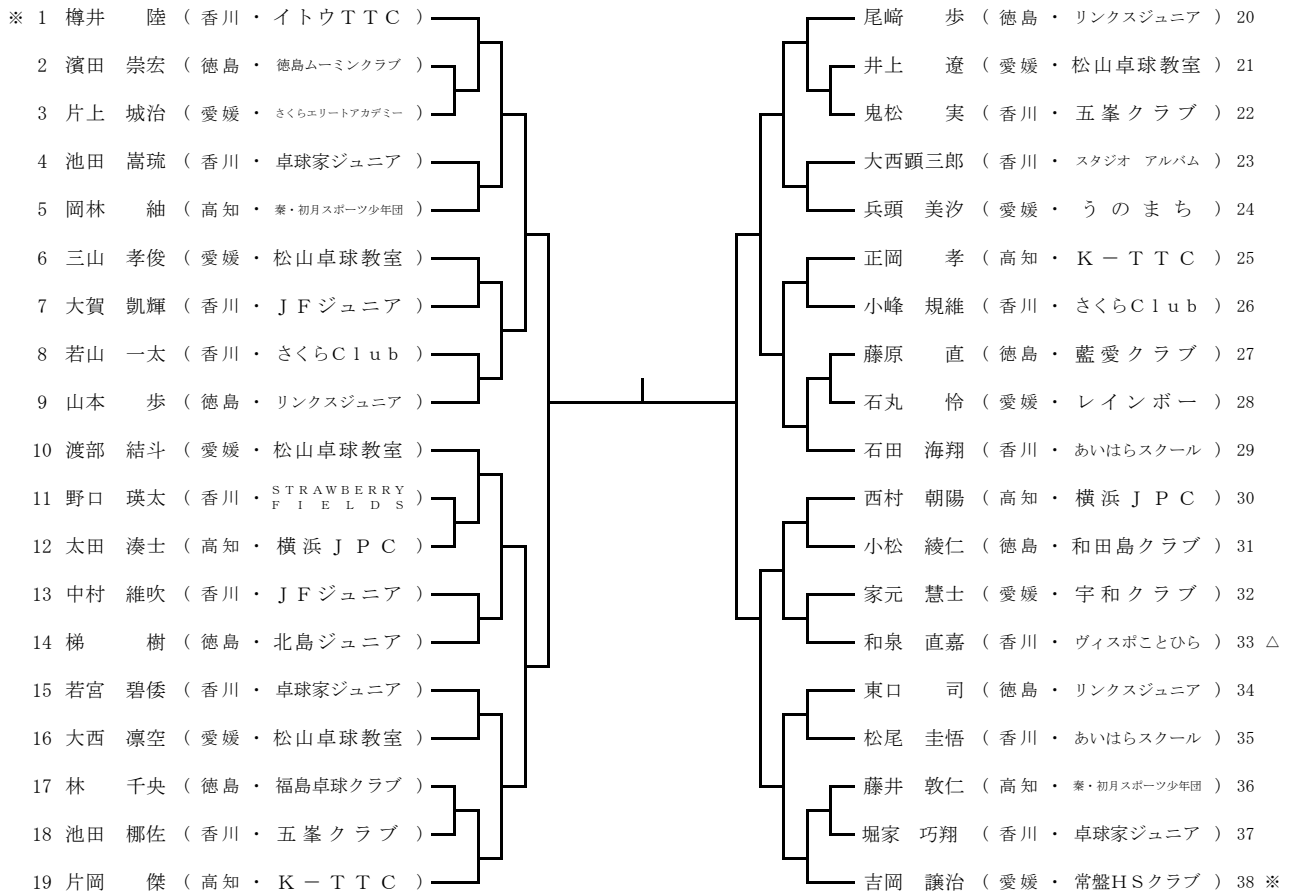 ※ 1 樽井 陸 ( 香川 ・ イトウTTC )
2 濱田 崇宏 ( 徳島 ・ 徳島ムーミンクラブ )
3 片上 城治 ( 愛媛 ・ さくらエリートアカデミー )
4 池田 嵩琉 ( 香川 ・ 卓球家ジュニア )
5 岡林 紬 ( 高知 ・ 秦・初月スポーツ少年団 )
6 三山 孝俊 ( 愛媛 ・ 松山卓球教室 )
7 大賀 凱輝 ( 香川 ・ JFジュニア )
8 若山 一太 ( 香川 ・ さくらClub )
9 山本 歩 ( 徳島 ・ リンクスジュニア )
10 渡部 結斗 ( 愛媛 ・ 松山卓球教室 )
11 野口 瑛太 ( 香川 ・ STRAWBERRY FIELDS )
12 太田 湊士 ( 高知 ・ 横浜JPC )
13 中村 維吹 ( 香川 ・ JFジュニア )
14 梯 樹 ( 徳島 ・ 北島ジュニア )
15 若宮 碧倭 ( 香川 ・ 卓球家ジュニア )
16 大西 凛空 ( 愛媛 ・ 松山卓球教室 )
17 林 千央 ( 徳島 ・ 福島卓球クラブ )
18 池田 梛佐 ( 香川 ・ 五峯クラブ )
19 片岡 傑 ( 高知 ・ K-TTC )
尾﨑 歩 ( 徳島 ・ リンクスジュニア ) 20
井上 遼 ( 愛媛 ・ 松山卓球教室 ) 21
鬼松 実 ( 香川 ・ 五峯クラブ ) 22
大西顕三郎 ( 香川 ・ スタジオ アルバム ) 23
兵頭 美汐 ( 愛媛 ・ うのまち ) 24
正岡 孝 ( 高知 ・ K-TTC ) 25
小峰 規維 ( 香川 ・ さくらClub ) 26
藤原 直 ( 徳島 ・ 藍愛クラブ ) 27
石丸 怜 ( 愛媛 ・ レインボー ) 28
石田 海翔 ( 香川 ・ あいはらスクール ) 29
西村 朝陽 ( 高知 ・ 横浜JPC ) 30
小松 綾仁 ( 徳島 ・ 和田島クラブ ) 31
家元 慧士 ( 愛媛 ・ 宇和クラブ ) 32
和泉 直嘉 ( 香川 ・ ヴィスポことひら ) 33 △
東口 司 ( 徳島 ・ リンクスジュニア ) 34
松尾 圭悟 ( 香川 ・ あいはらスクール ) 35
藤井 敦仁 ( 高知 ・ 秦・初月スポーツ少年団 ) 36
堀家 巧翔 ( 香川 ・ 卓球家ジュニア ) 37
吉岡 譲治 ( 愛媛 ・ 常盤HSクラブ ) 38 ※